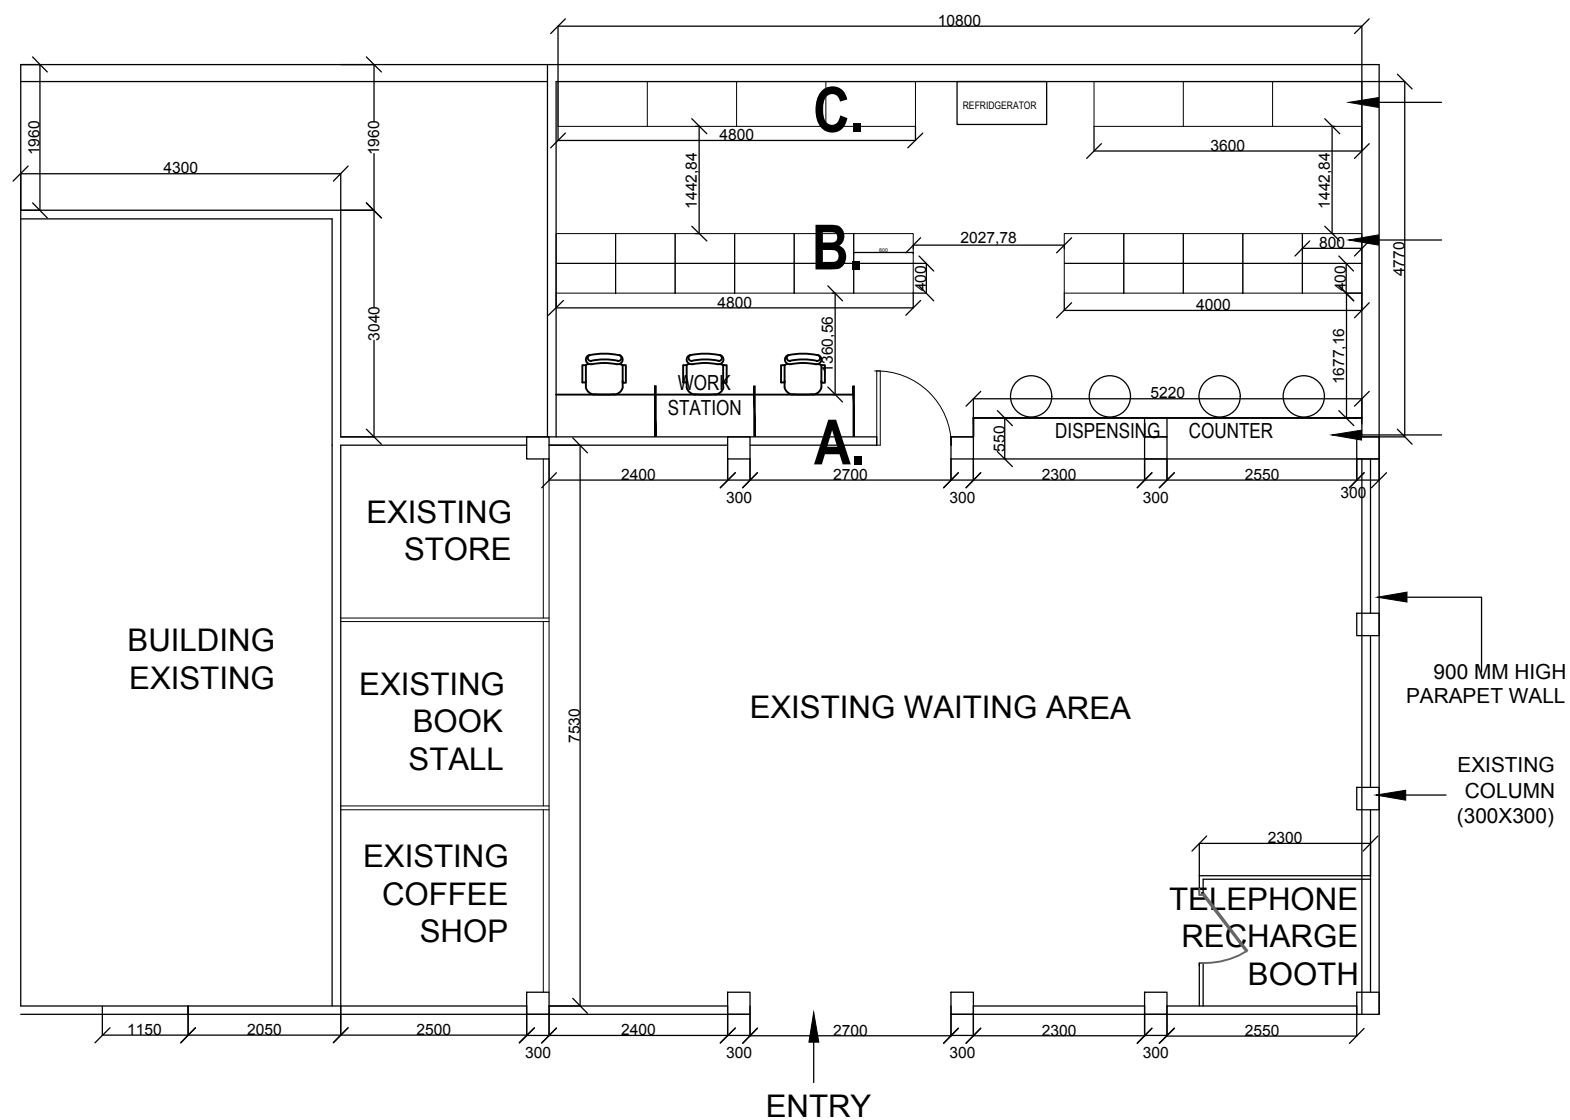 10800
C.
REFRIDGERATOR
1960
1960
4300
4800
3600
1442,84
1442,84
B.
2027,78
800
800
400
400
4770
4800
4000
3040
1360,56
1677,16
WORK
STATION
5220
A.
550
DISPENSING COUNTER
2400
2700
2300
2550
300
300
300
300
EXISTING
STORE
BUILDING
EXISTING
EXISTING
BOOK
STALL
7530
EXISTING WAITING AREA
900 MM HIGH
PARAPET WALL
EXISTING
COLUMN
(300X300)
EXISTING
COFFEE
SHOP
2300
TELEPHONE
RECHARGE
BOOTH
1150
2050
2500
2400
2700
2300
2550
300
300
300
300
ENTRY